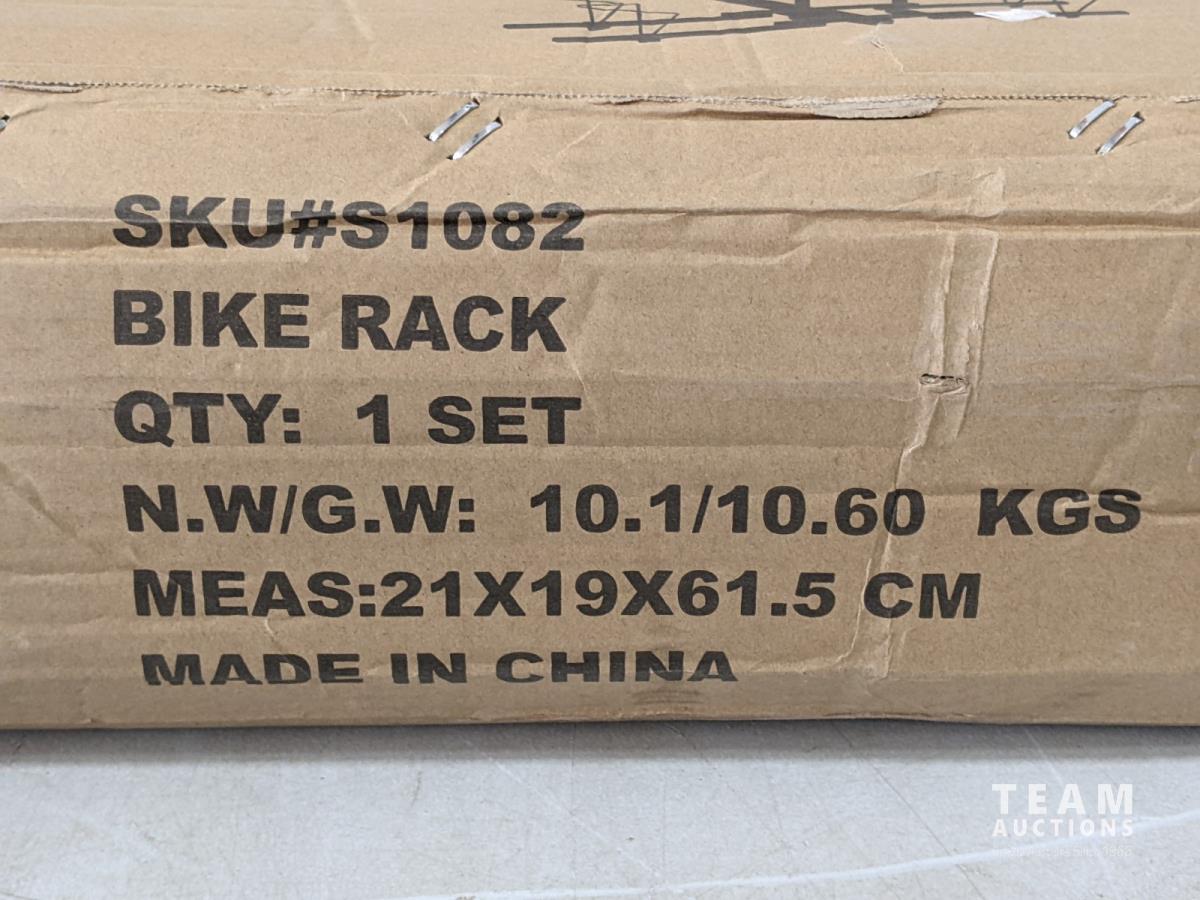 SKU#S1082
BIKE RACK
QTY: 1 SET
N.W/G.W: 10.1/10.60 KGS
MEAS:21X19X61.5 CM
MADE IN CHINA
TEAM
AUCTIONS